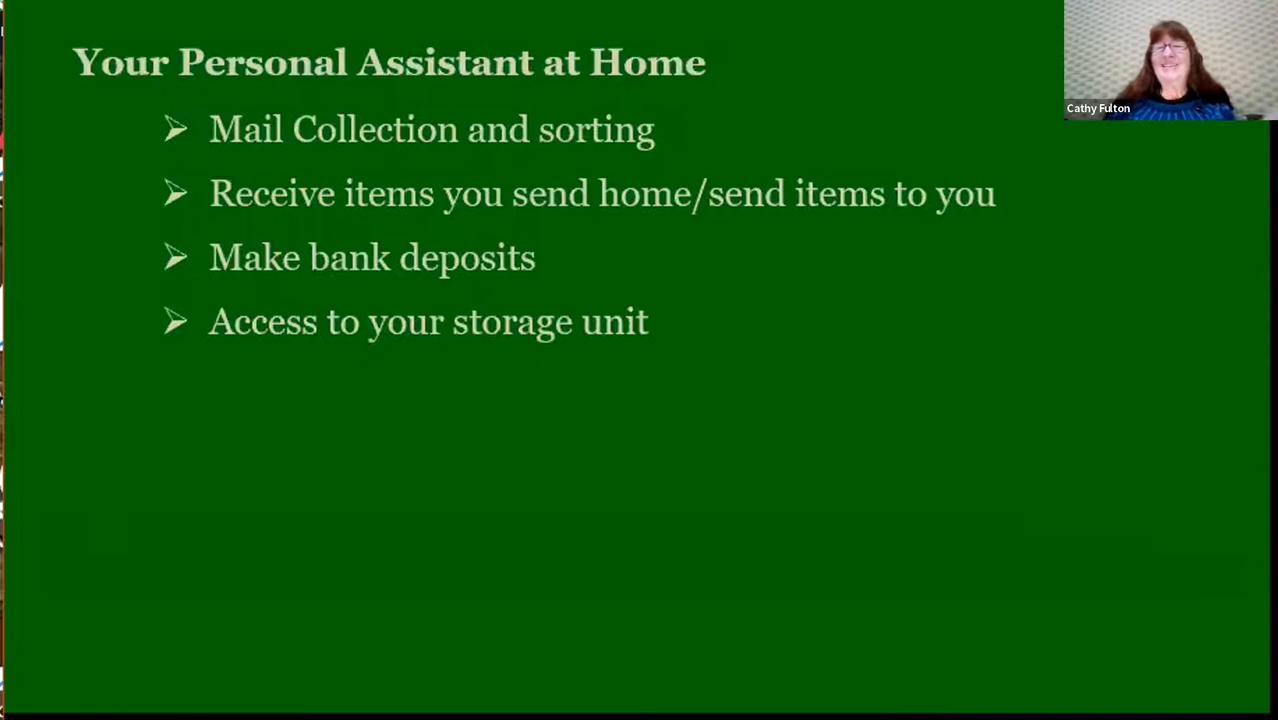 Your Personal Assistant at Home
Mail Collection and sorting
Receive items you send home/send items to you
Make bank deposits
Access to your storage unit
Cathy Fulton